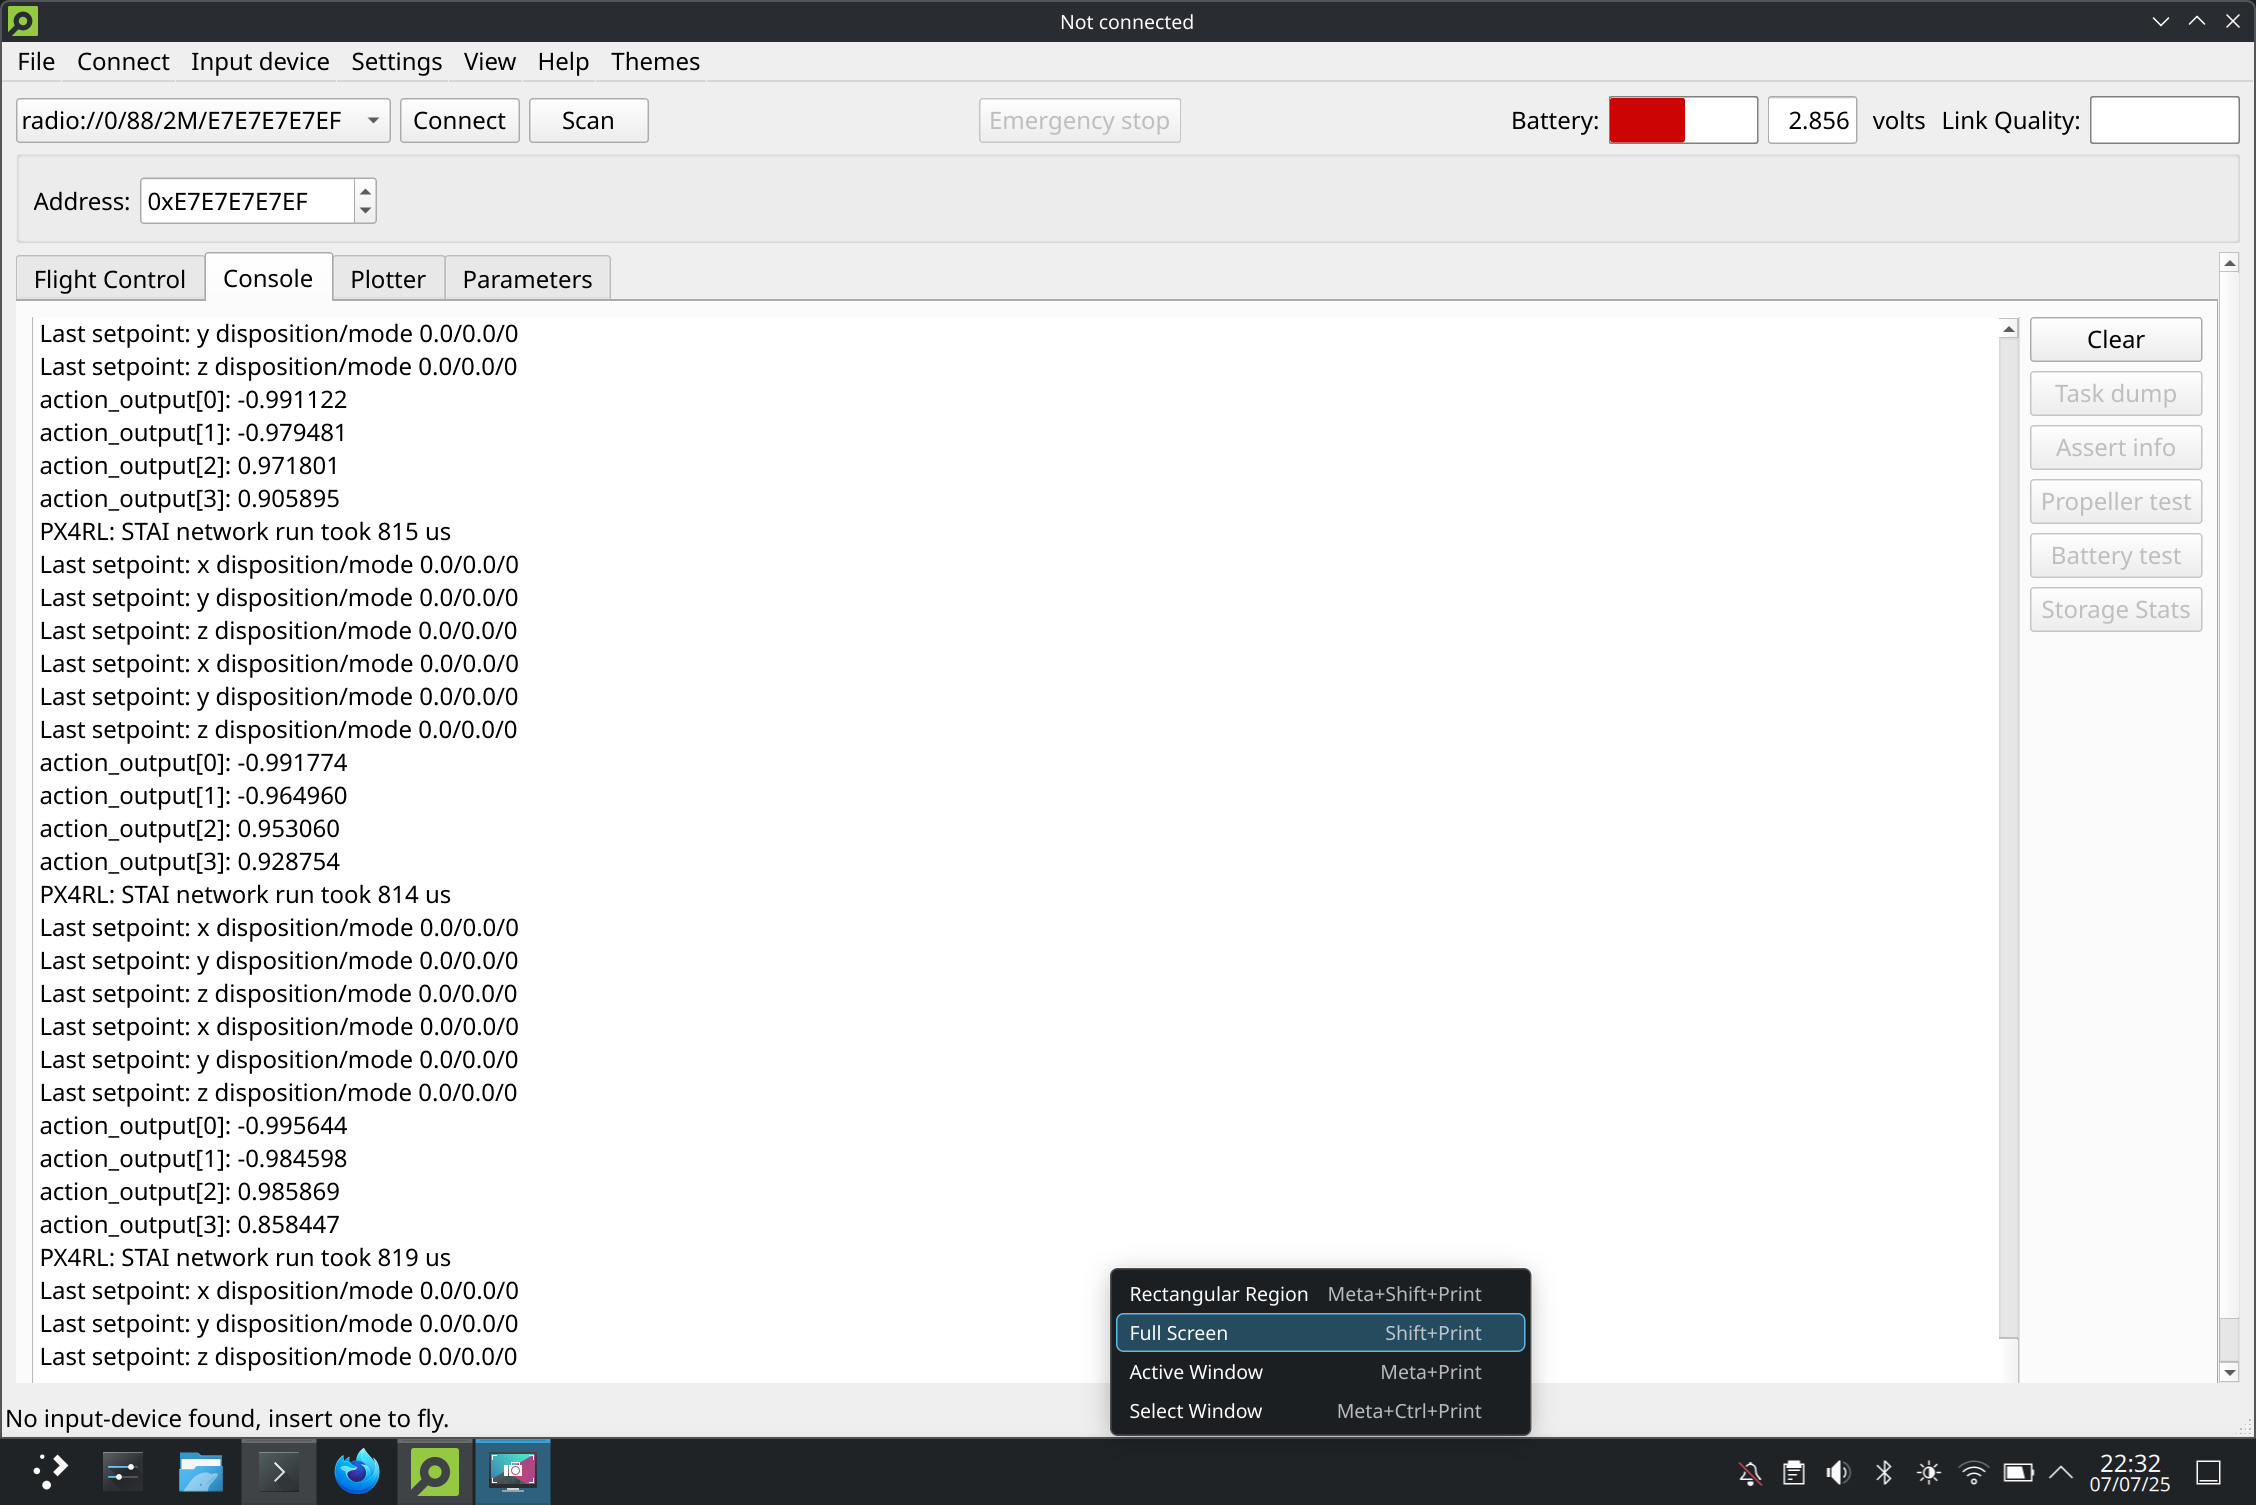 Not connected
File Connect Input device Settings View Help Themes
radio://0/88/2M/E7E7E7E7EF Connect Scan Emergency stop Battery: 2.856 volts Link Quality:
Address: 0xE7E7E7E7EF
Flight Control Console Plotter Parameters
Last setpoint: y disposition/mode 0.0/0.0/0
Last setpoint: z disposition/mode 0.0/0.0/0
action_output[0]: -0.991122
action_output[1]: -0.979481
action_output[2]: 0.971801
action_output[3]: 0.905895
PX4RL: STAI network run took 815 us
Last setpoint: x disposition/mode 0.0/0.0/0
Last setpoint: y disposition/mode 0.0/0.0/0
Last setpoint: z disposition/mode 0.0/0.0/0
Last setpoint: x disposition/mode 0.0/0.0/0
Last setpoint: y disposition/mode 0.0/0.0/0
Last setpoint: z disposition/mode 0.0/0.0/0
action_output[0]: -0.991774
action_output[1]: -0.964960
action_output[2]: 0.953060
action_output[3]: 0.928754
PX4RL: STAI network run took 814 us
Last setpoint: x disposition/mode 0.0/0.0/0
Last setpoint: y disposition/mode 0.0/0.0/0
Last setpoint: z disposition/mode 0.0/0.0/0
Last setpoint: x disposition/mode 0.0/0.0/0
Last setpoint: y disposition/mode 0.0/0.0/0
Last setpoint: z disposition/mode 0.0/0.0/0
action_output[0]: -0.995644
action_output[1]: -0.984598
action_output[2]: 0.985869
action_output[3]: 0.858447
PX4RL: STAI network run took 819 us
Last setpoint: x disposition/mode 0.0/0.0/0
Last setpoint: y disposition/mode 0.0/0.0/0
Last setpoint: z disposition/mode 0.0/0.0/0
Clear
Task dump
Assert info
Propeller test
Battery test
Storage Stats
Rectangular Region Meta+Shift+Print
Full Screen Shift+Print
Active Window Meta+Print
Select Window Meta+Ctrl+Print
No input-device found, insert one to fly.
22:32
07/07/25